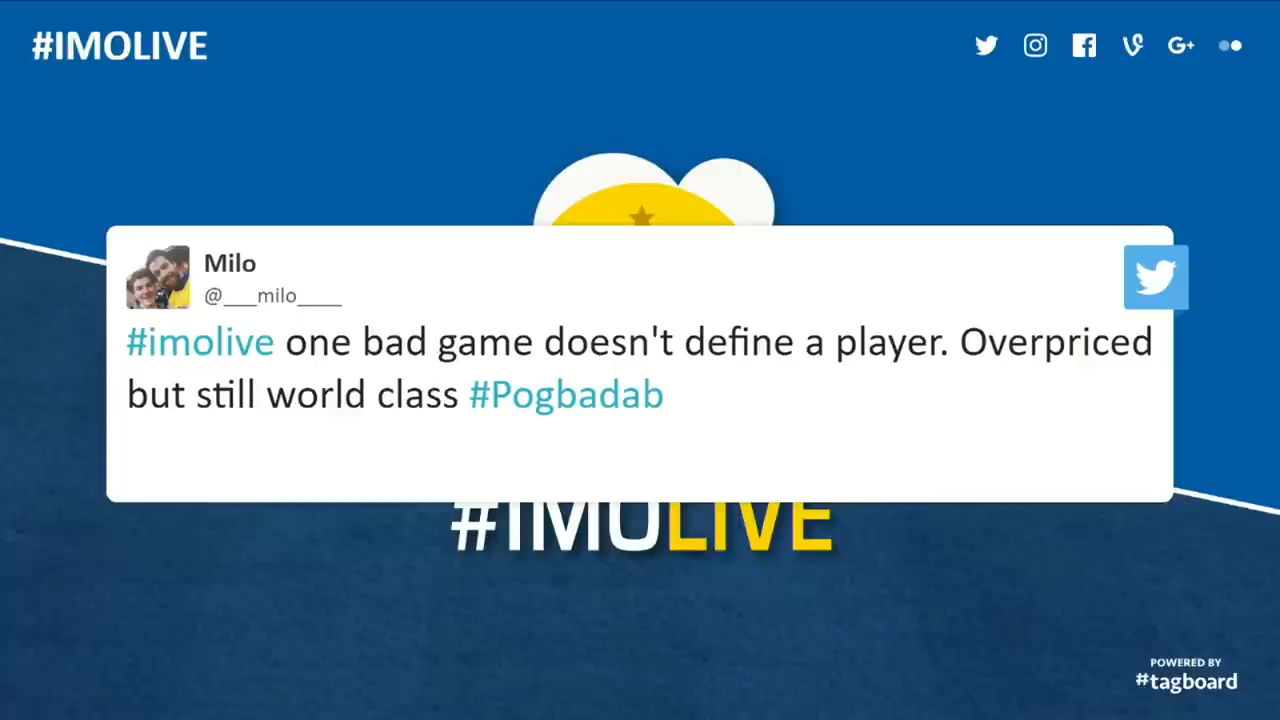 #IMOLIVE
Milo
@___milo____
#imolive one bad game doesn't define a player. Overpriced
but still world class #Pogbadab
#IMOLIVE
POWERED BY
#tagboard